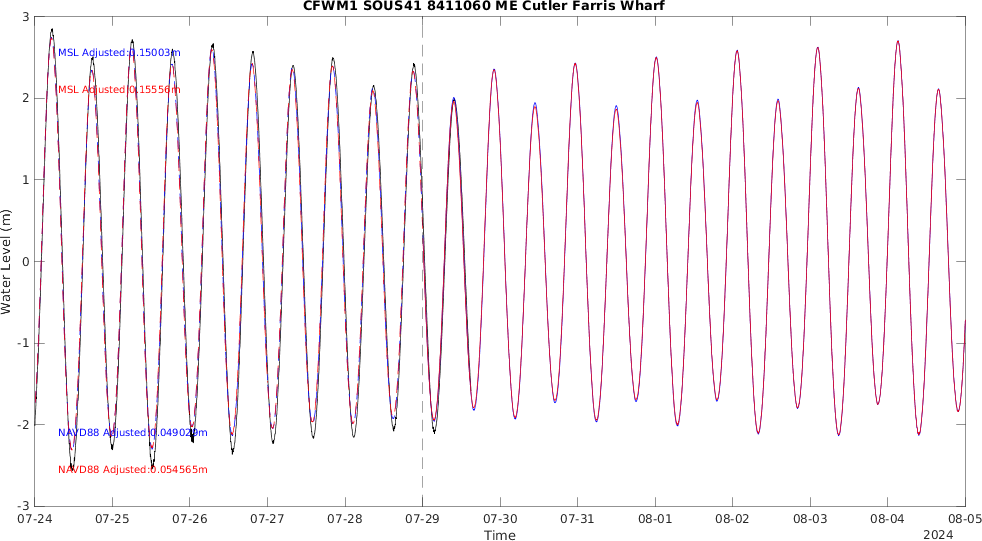 CFWM1 SOUS41 8411060 ME Cutler Farris Wharf
3
MSL Adjusted:0.15003m
MSL Adjusted:0.15556m
2
1
Water Level (m)
0
-1
-2
NAVD88 Adjusted:0.049029m
NAVD88 Adjusted:0.054565m
-3
07-24 07-25 07-26 07-27 07-28 07-29 07-30 07-31 08-01 08-02 08-03 08-04 08-05
Time
2024